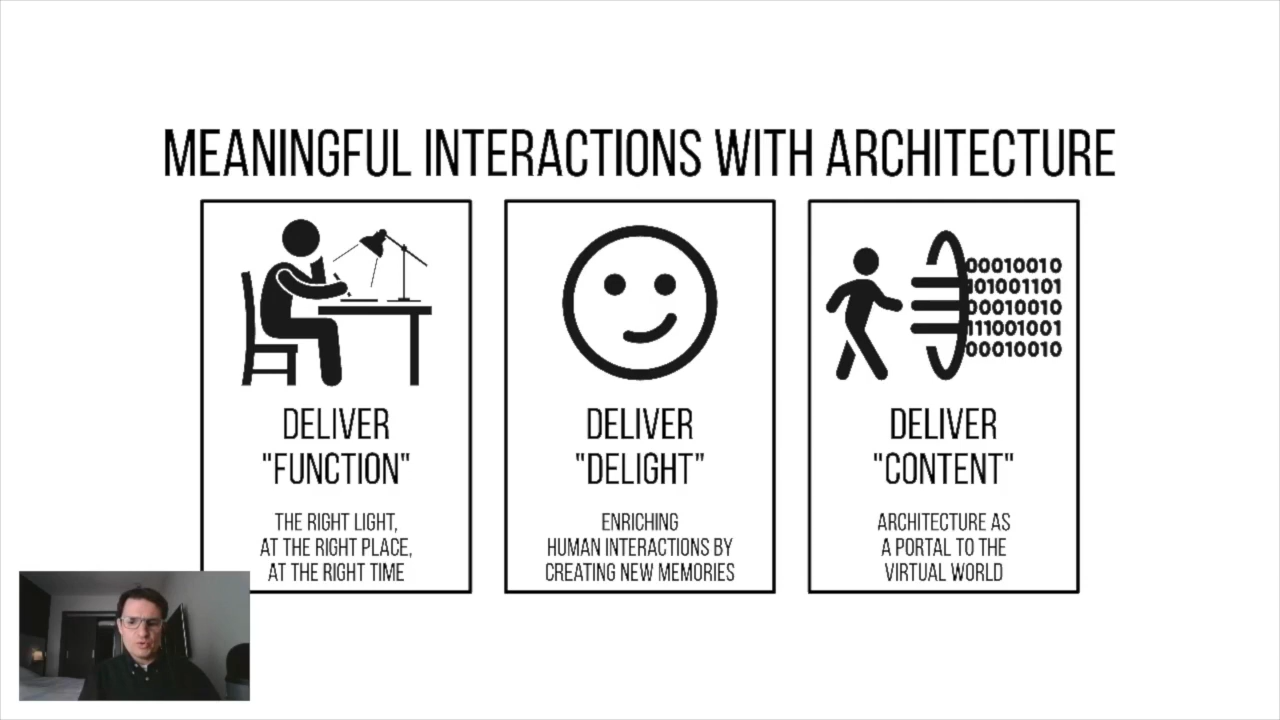 MEANINGFUL INTERACTIONS WITH ARCHITECTURE
DELIVER
"FUNCTION"
THE RIGHT LIGHT,
AT THE RIGHT PLACE,
AT THE RIGHT TIME
DELIVER
"DELIGHT"
ENRICHING
HUMAN INTERACTIONS BY
CREATING NEW MEMORIES
00010010
101001101
00010010
111001001
00010010
DELIVER
"CONTENT"
ARCHITECTURE AS
A PORTAL TO THE
VIRTUAL WORLD